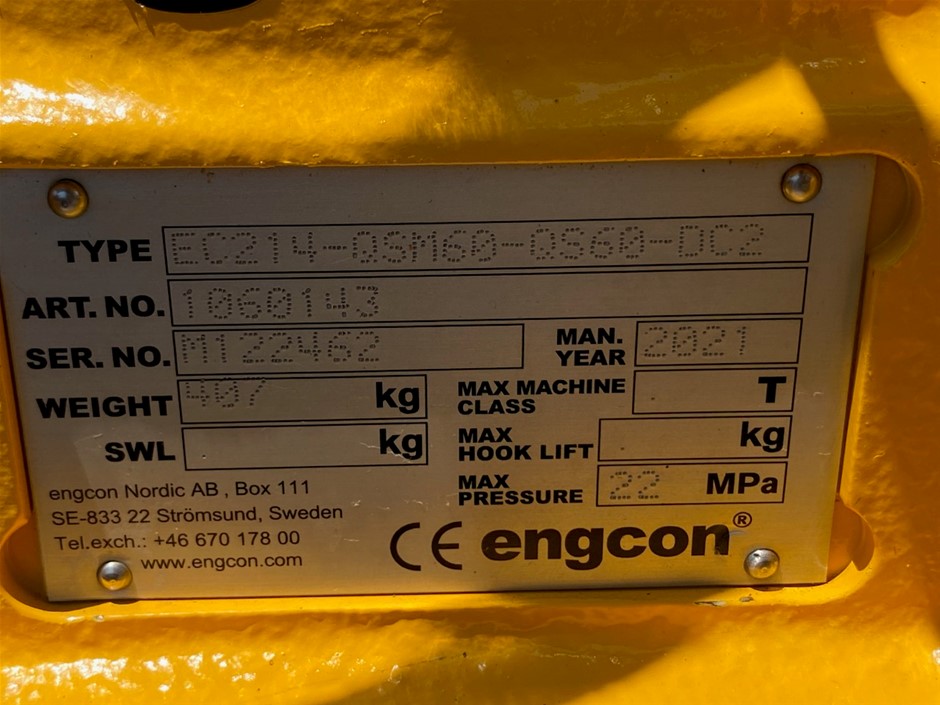 TYPE EC214-QSM60-QS60-DC2
ART. NO. 1060143
SER. NO. M122462 MAN. YEAR 2021
WEIGHT 407 kg MAX MACHINE CLASS T
SWL kg MAX HOOK LIFT kg
MAX PRESSURE 22 MPa
engcon Nordic AB , Box 111
SE-833 22 Strömsund, Sweden
Tel.exch.: +46 670 178 00
www.engcon.com
CE engcon®